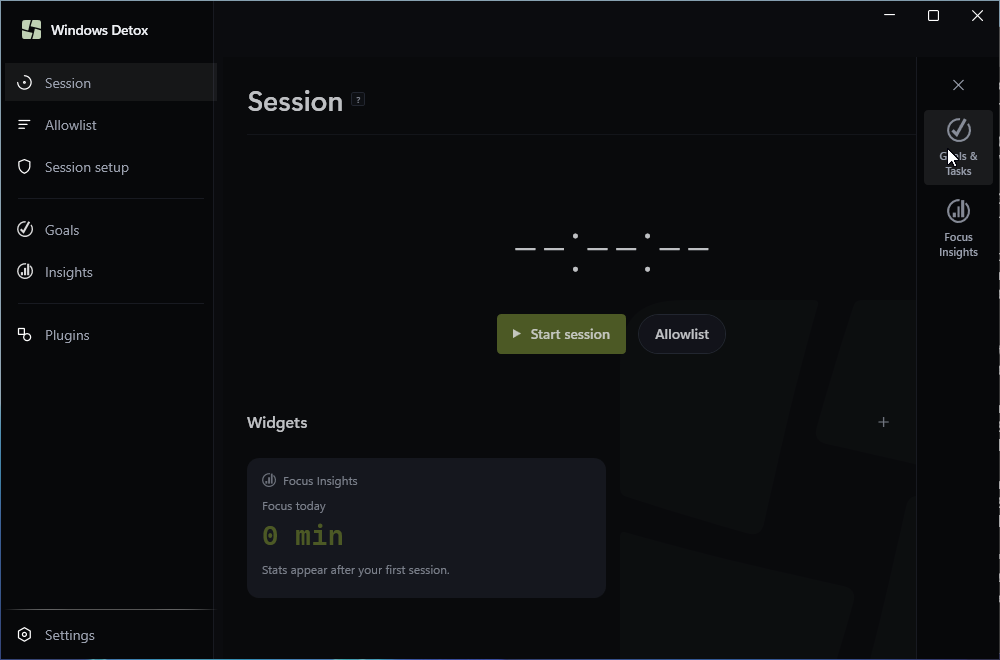 Windows Detox
Session
Allowlist
Session setup
Goals
Insights
Plugins
Settings
Session ?
– – : – – : – –
Start session
Allowlist
Widgets
+
Focus Insights
Focus today
0 min
Stats appear after your first session.
&
Tasks
Focus
Insights